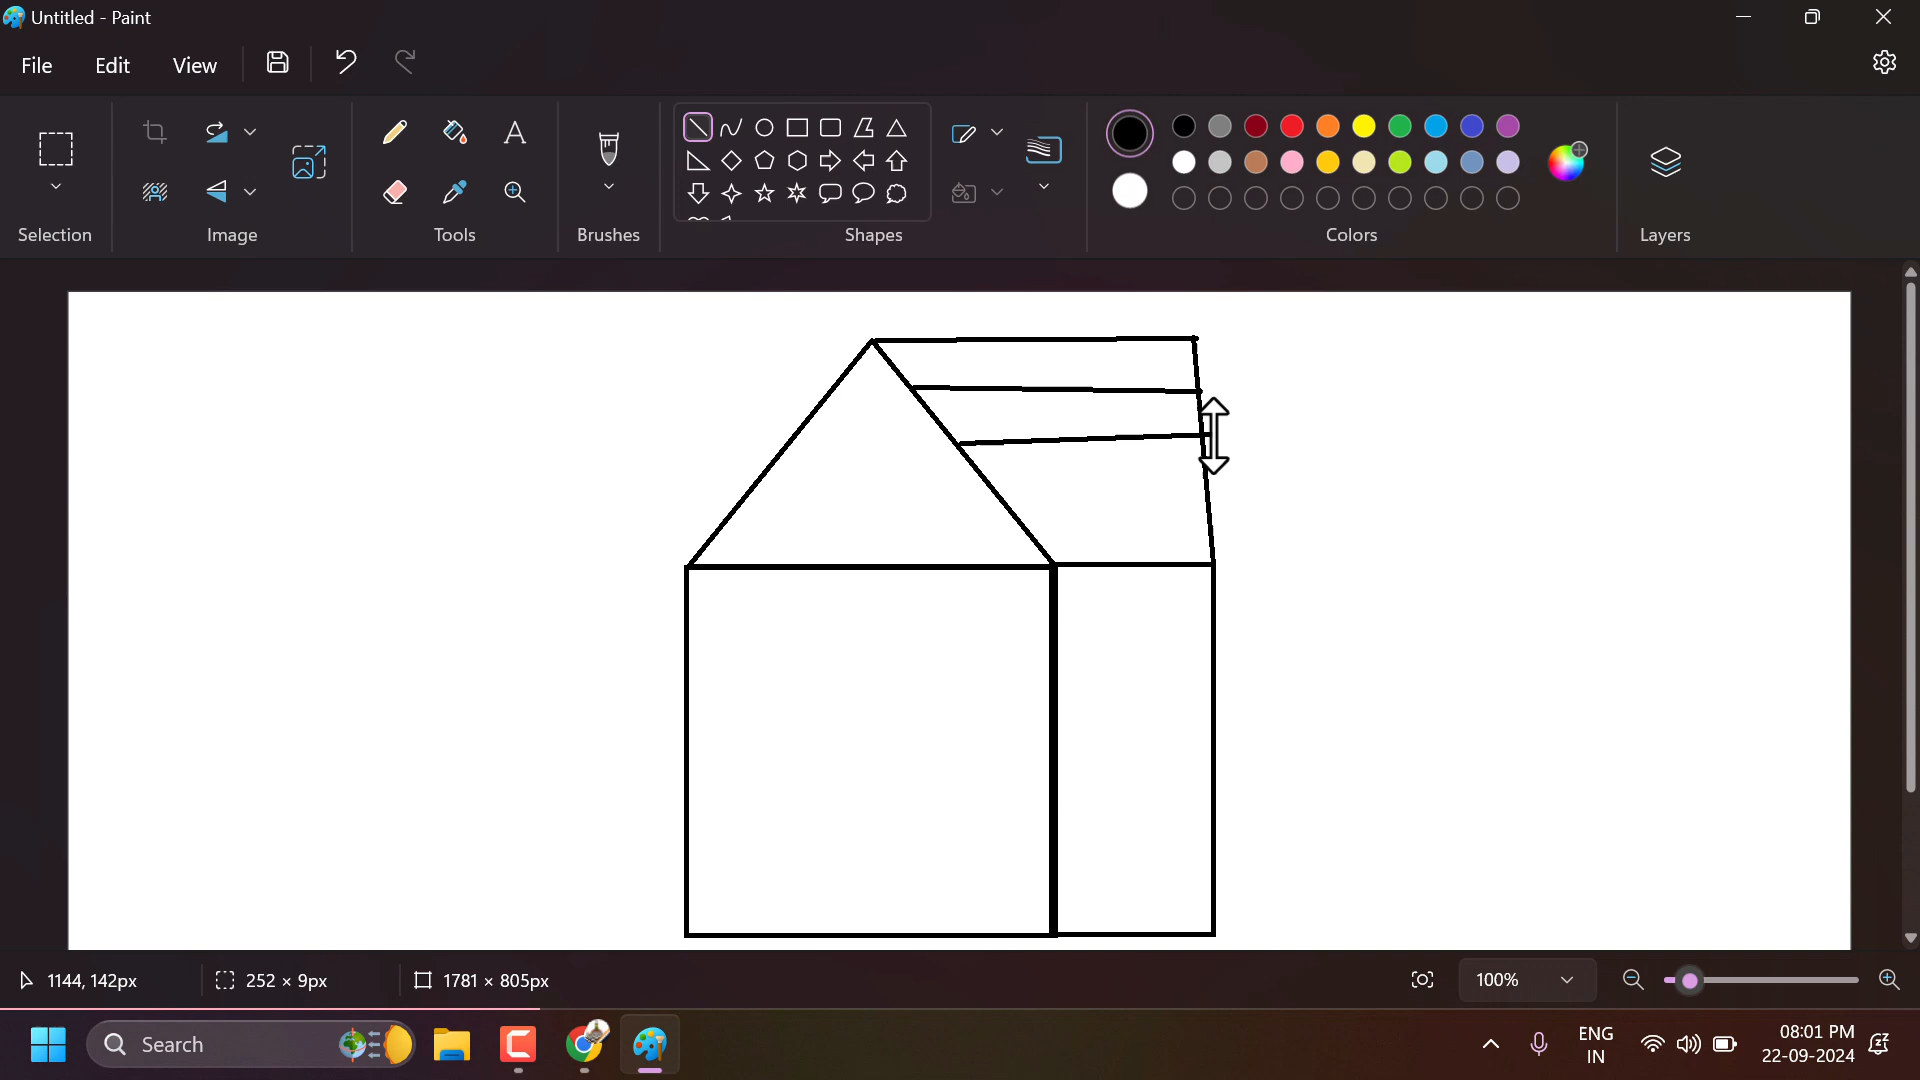 Untitled - Paint
File Edit View
Selection Image Tools Brushes Shapes Colors Layers
1144, 142px 252 × 9px 1781 × 805px 100%
Search ENG 08:01 PM
IN 22-09-2024